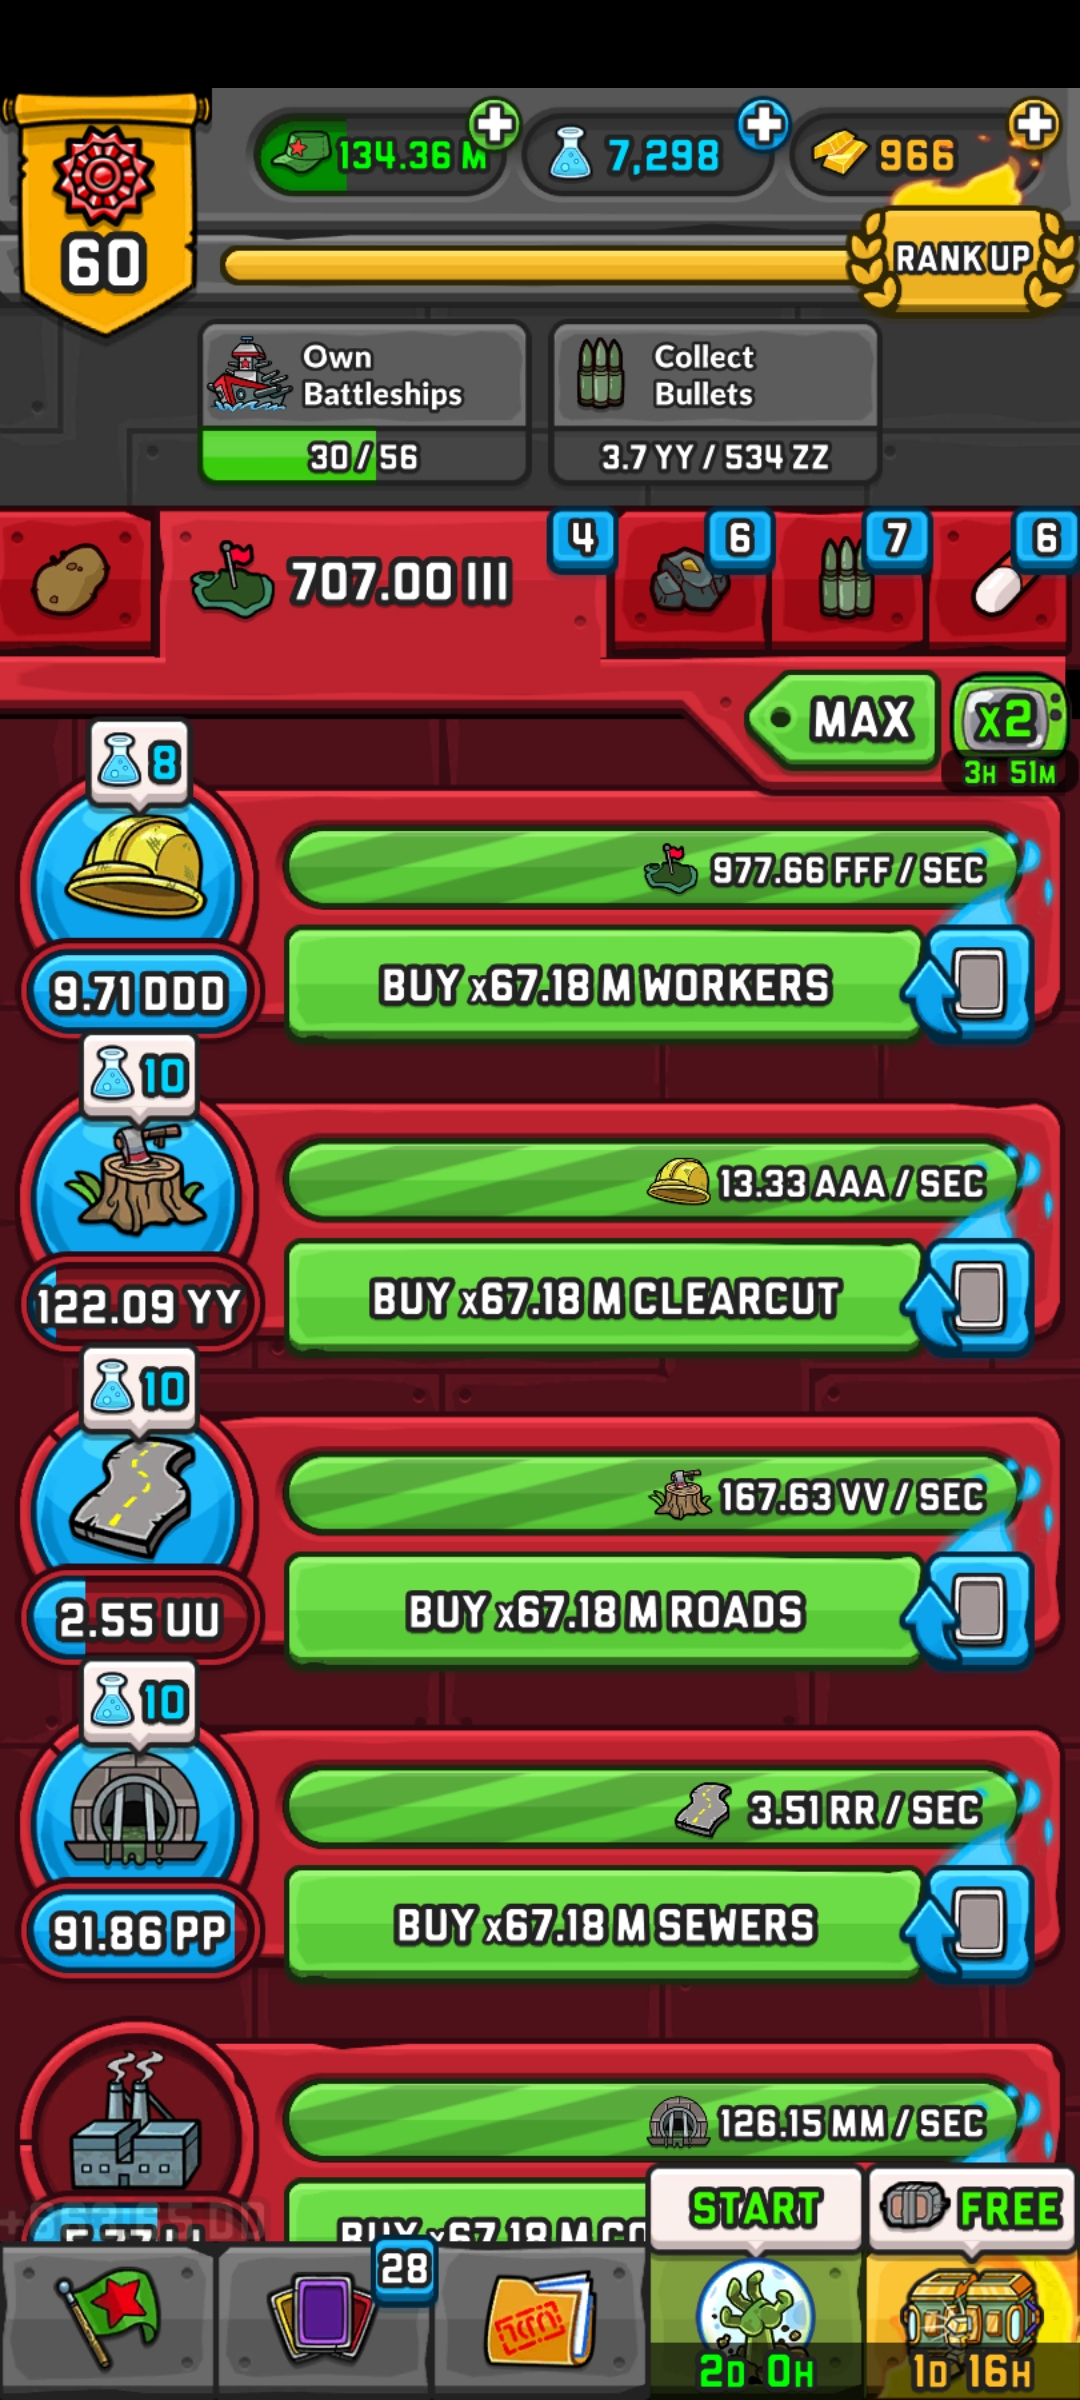 134.36 M
7,298
966
60
RANK UP
Own
Battleships
30 / 56
Collect
Bullets
3.7 YY / 534 ZZ
707.00 III
4
6
7
6
MAX
x2
3H 51M
8
977.66 FFF / SEC
9.71 DDD
BUY x67.18 M WORKERS
10
13.33 AAA / SEC
122.09 YY
BUY x67.18 M CLEARCUT
10
167.63 VV / SEC
2.55 UU
BUY x67.18 M ROADS
10
3.51 RR / SEC
91.86 PP
BUY x67.18 M SEWERS
126.15 MM / SEC
BUY x67.18 M
START
FREE
28
2D 0H
1D 16H